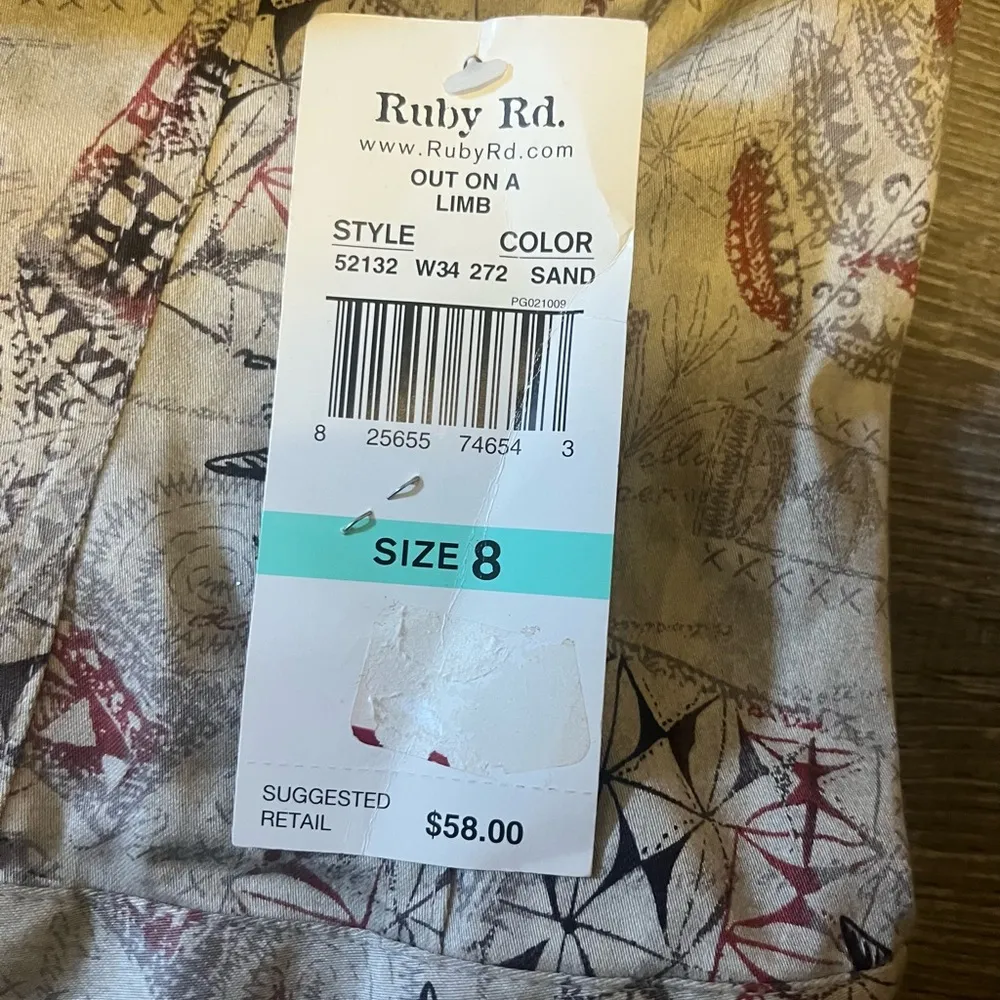 Ruby Rd.
www.RubyRd.com
OUT ON A
LIMB
STYLE COLOR
52132 W34 272 SAND
PG021009
8 25655 74654 3
SIZE 8
SUGGESTED
RETAIL $58.00